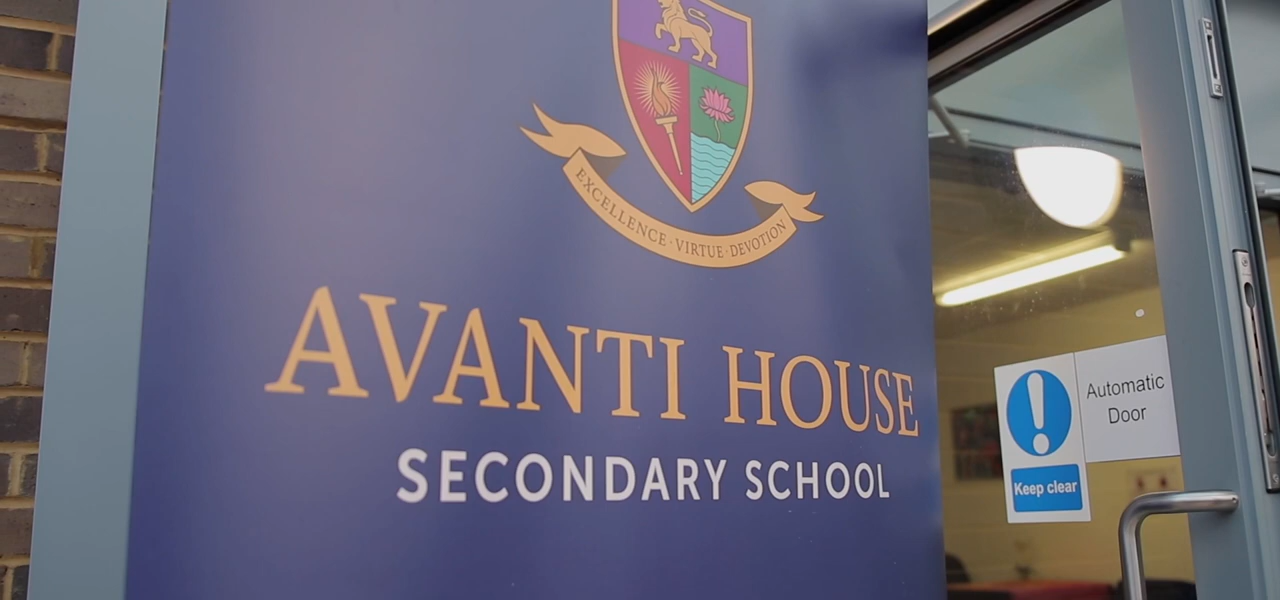 EXCELLENCE · VIRTUE · DEVOTION
AVANTI HOUSE
SECONDARY SCHOOL
Automatic
Door
Keep clear